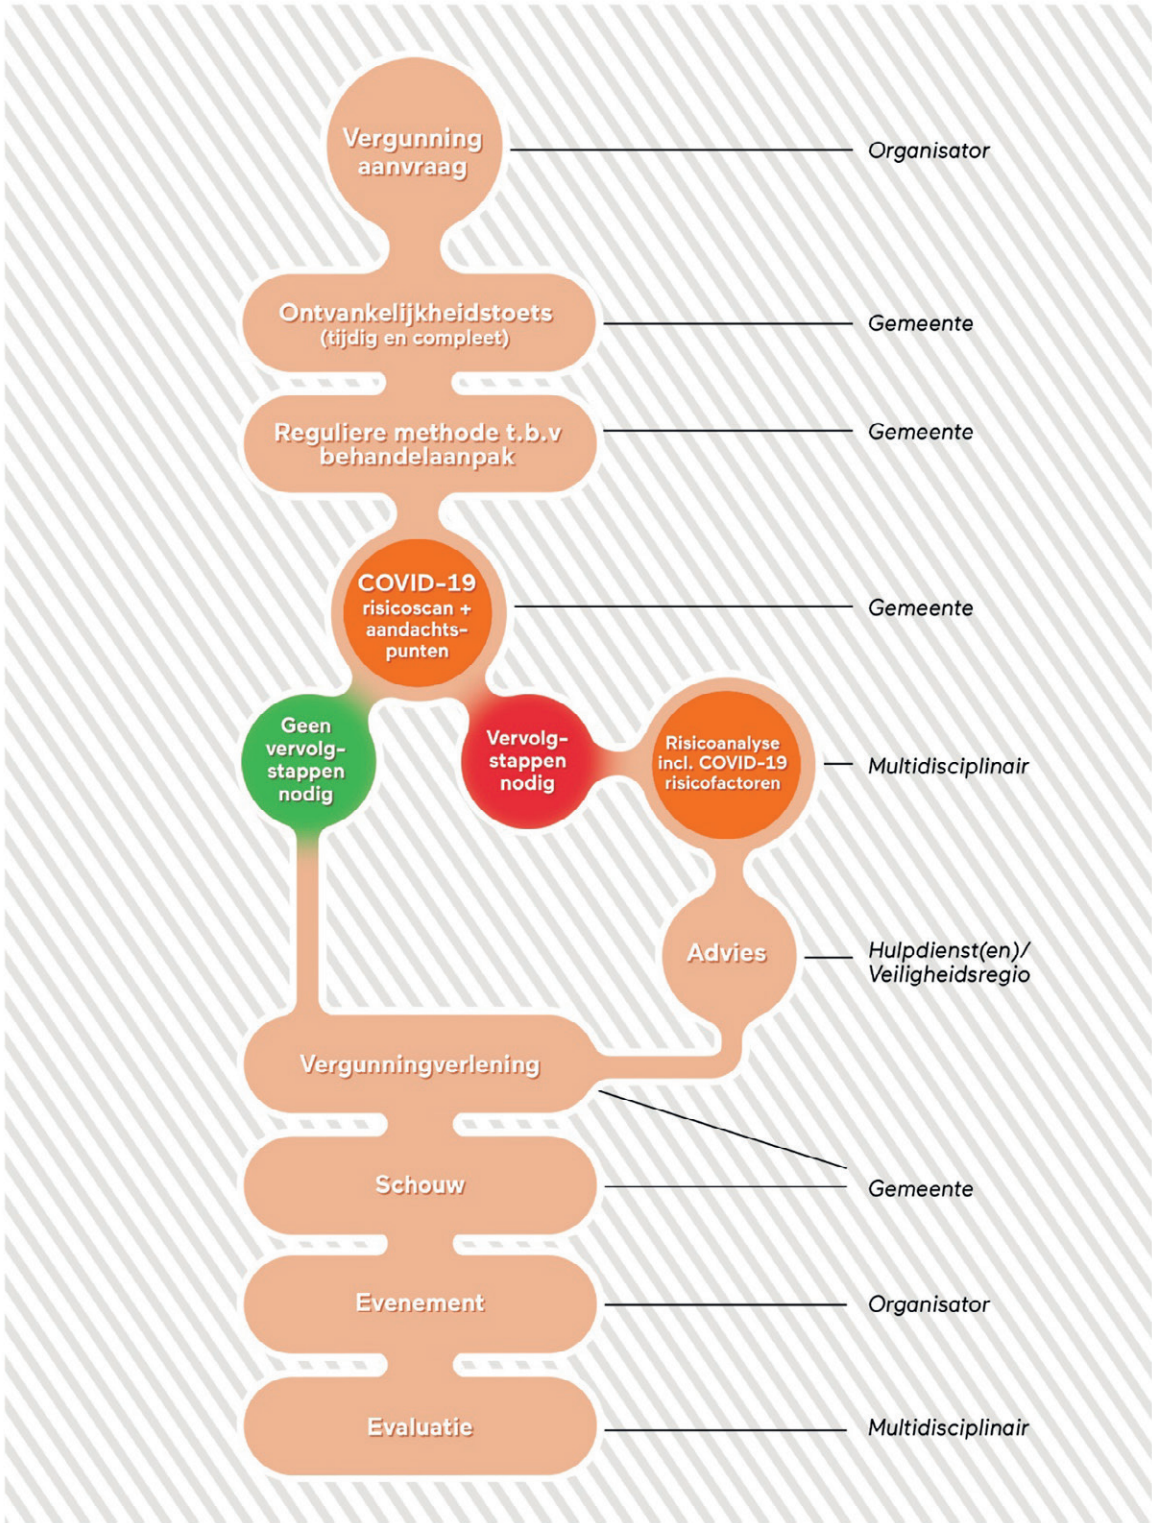 Vergunning
aanvraag
Organisator
Ontvankelijkheidstoets
(tijdig en compleet)
Gemeente
Reguliere methode t.b.v
behandelaanpak
Gemeente
COVID-19
risicoscan +
aandachts-
punten
Gemeente
Geen
vervolg-
stappen
nodig
Vervolg-
stappen
nodig
Risicoanalyse
incl. COVID-19
risicofactoren
Multidisciplinair
Advies
Hulpdienst(en)/
Veiligheidsregio
Vergunningverlening
Schouw
Gemeente
Evenement
Organisator
Evaluatie
Multidisciplinair